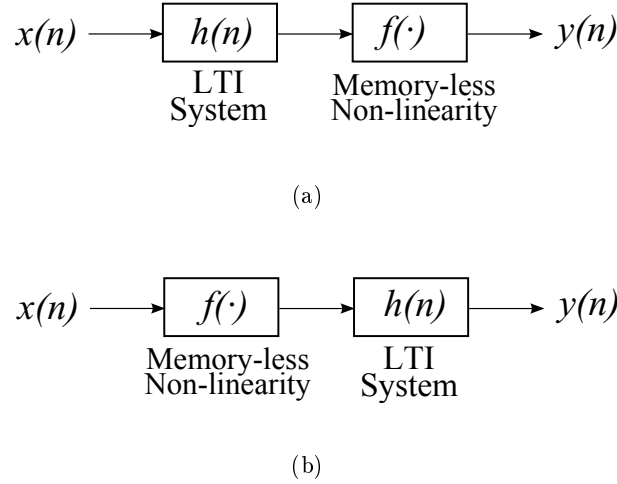 x(n) h(n) f(·) y(n)
LTI System
Memory-less Non-linearity
(a)
x(n) f(·) h(n) y(n)
Memory-less Non-linearity
LTI System
(b)